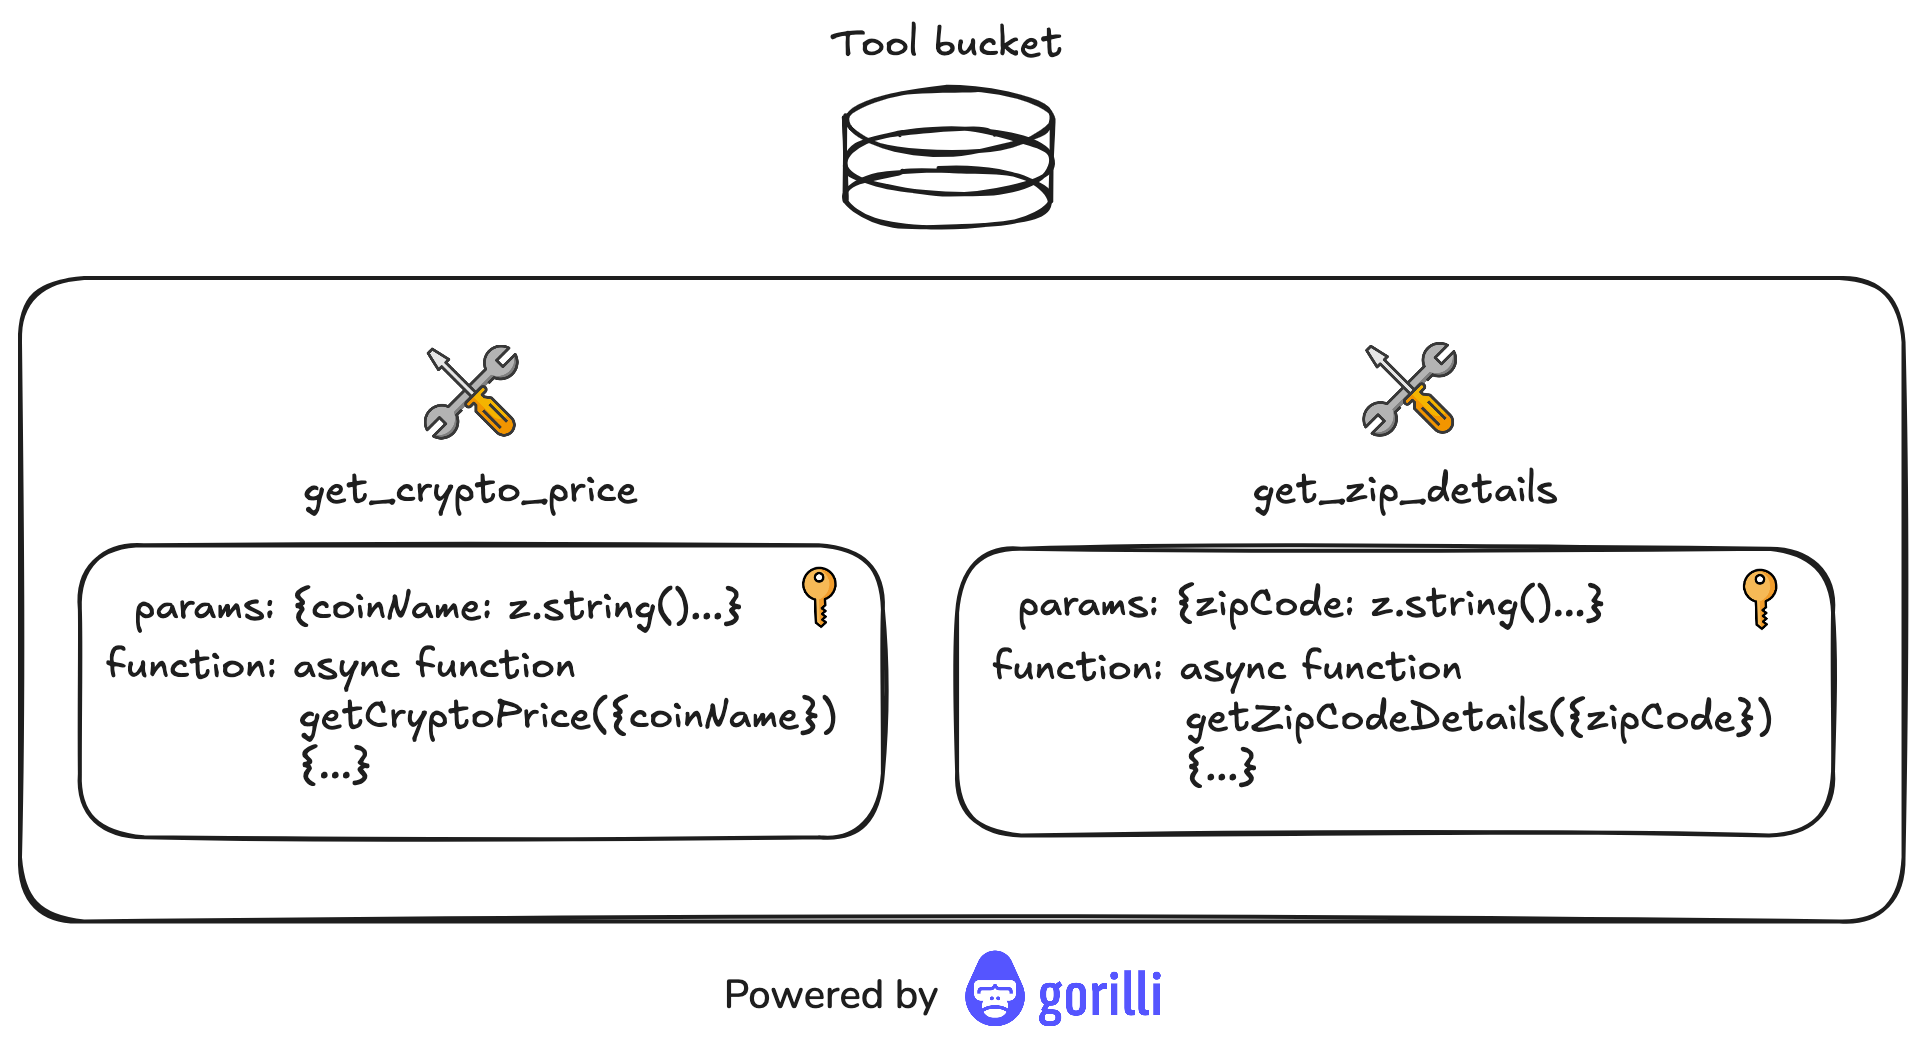 Tool bucket
get_crypto_price
params: {coinName: z.string()...}
function: async function
getCryptoPrice({coinName})
{...}
get_zip_details
params: {zipCode: z.string()...}
function: async function
getZipCodeDetails({zipCode})
{...}
Powered by gorilli